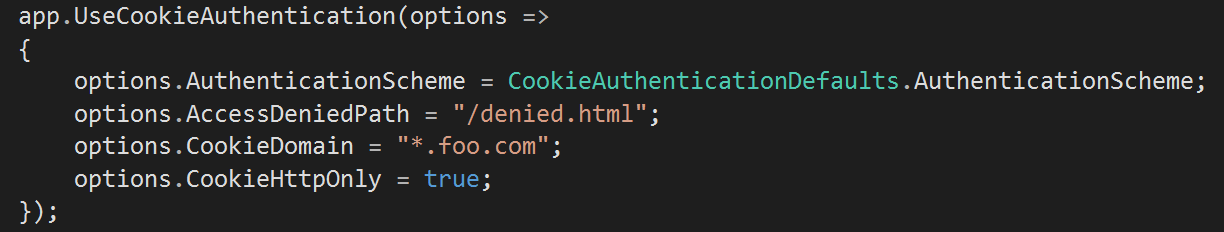 app.UseCookieAuthentication(options =>
{
    options.AuthenticationScheme = CookieAuthenticationDefaults.AuthenticationScheme;
    options.AccessDeniedPath = "/denied.html";
    options.CookieDomain = "*.foo.com";
    options.CookieHttpOnly = true;
});